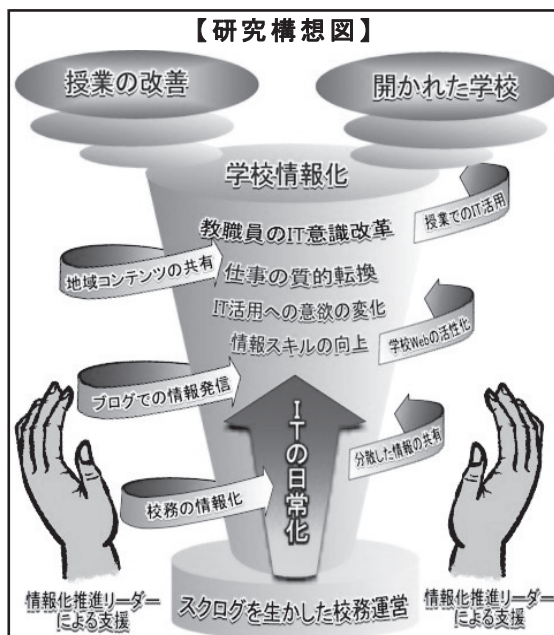 【研究構想図】
授業の改善
開かれた学校
学校情報化
授業でのIT活用
教職員のIT意識改革
地域コンテンツの共有
仕事の質的転換
IT活用への意欲の変化
学校Webの活性化
情報スキルの向上
ブログでの情報発信
分散した情報の共有
ITの日常化
校務の情報化
情報化推進リーダー
による支援
スクログを生かした校務運営
情報化推進リーダー
による支援